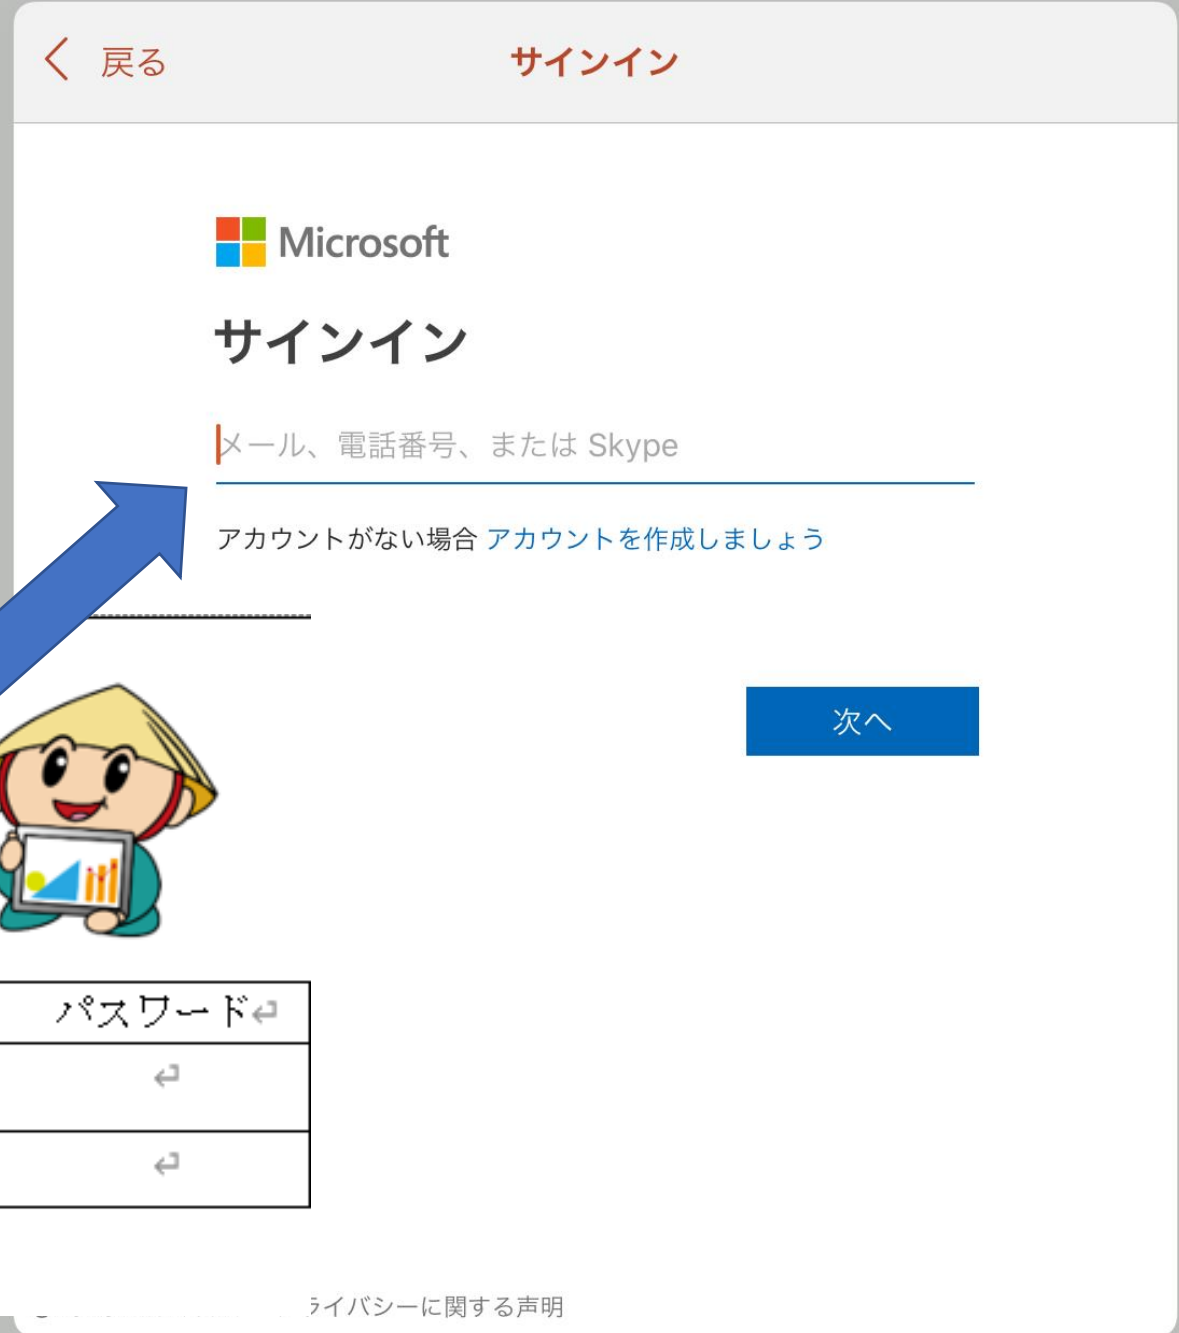 戻る
サインイン
Microsoft
サインイン
メール、電話番号、または Skype
アカウントがない場合 アカウントを作成しましょう
次へ
パスワード
ライバシーに関する声明